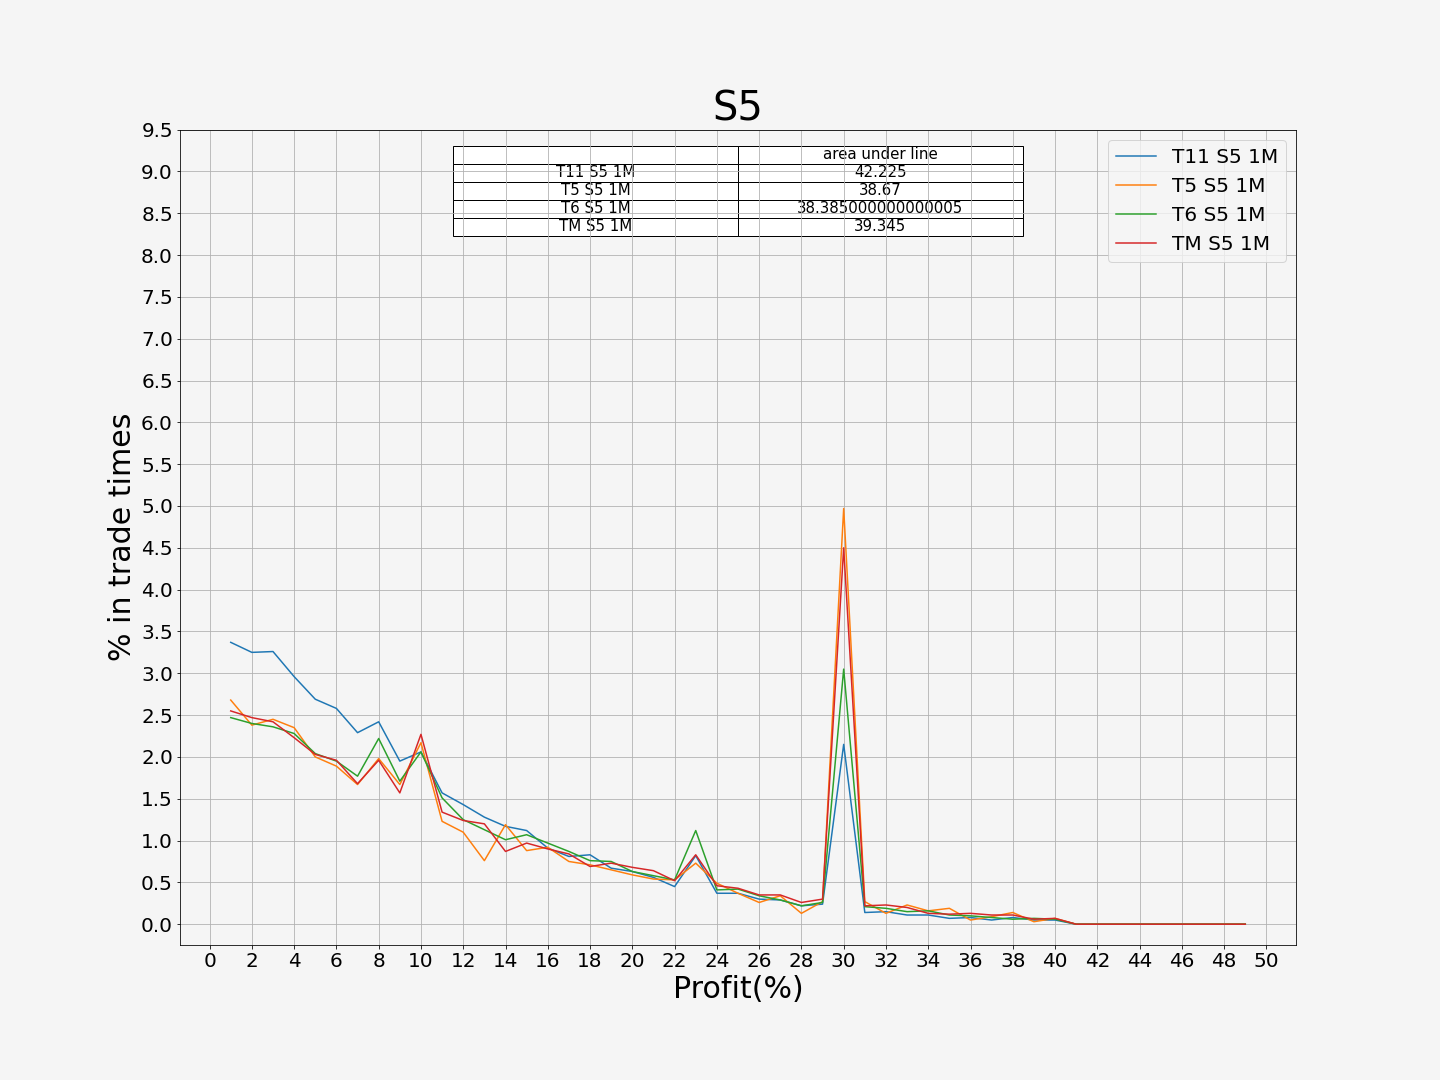 S5
area under line
T11 S5 1M 42.225
T5 S5 1M 38.67
T6 S5 1M 38.385000000000005
TM S5 1M 39.345
T11 S5 1M
T5 S5 1M
T6 S5 1M
TM S5 1M
9.5
9.0
8.5
8.0
7.5
7.0
6.5
6.0
5.5
5.0
4.5
4.0
3.5
3.0
2.5
2.0
1.5
1.0
0.5
0.0
% in trade times
0 2 4 6 8 10 12 14 16 18 20 22 24 26 28 30 32 34 36 38 40 42 44 46 48 50
Profit(%)